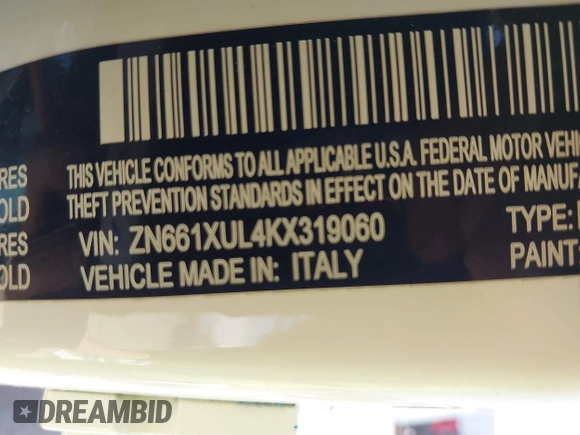 THIS VEHICLE CONFORMS TO ALL APPLICABLE U.S.A. FEDERAL MOTOR VEHI
RES
THEFT PREVENTION STANDARDS IN EFFECT ON THE DATE OF MANUFA
OLD
VIN: ZN661XUL4KX319060
TYPE:
RES
VEHICLE MADE IN: ITALY
PAINT:
OLD
DREAMBID